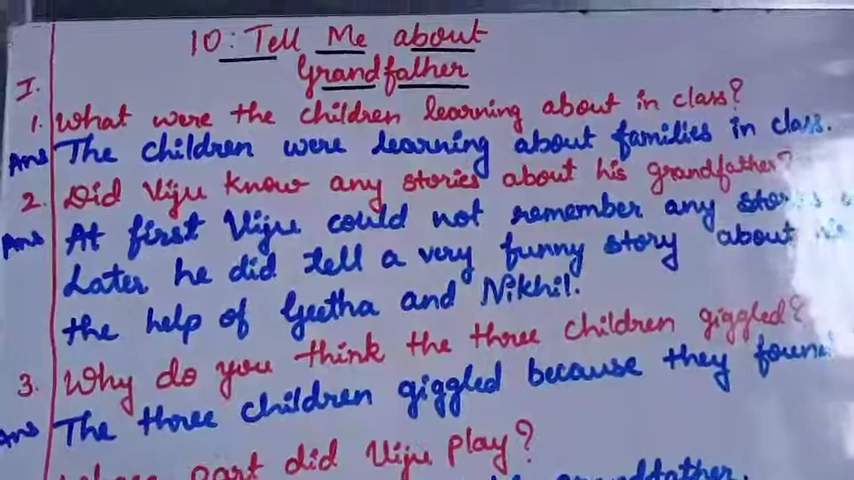 10: Tell Me about
Grandfather
I.
1. What were the children learning about in class?
Ans The children were learning about families in class.
2. Did Viju know any stories about his grandfather?
Ans At first Viju could not remember any stories
Later he did tell a very funny story about
the help of Geetha and Nikhil.
3. Why do you think the three children giggled?
Ans The three children giggled because they found
part did Viju play?
grandfather.